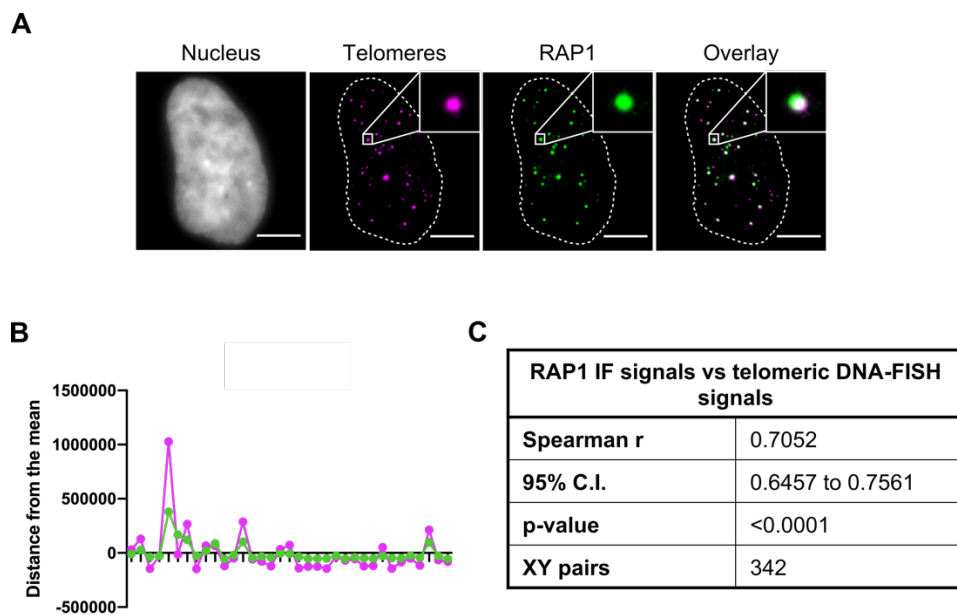 A
Nucleus
Telomeres
RAP1
Overlay
B
Distance from the mean
1500000
1000000
500000
0
-500000
C
RAP1 IF signals vs telomeric DNA-FISH
signals
Spearman r 0.7052
95% C.I. 0.6457 to 0.7561
p-value <0.0001
XY pairs 342